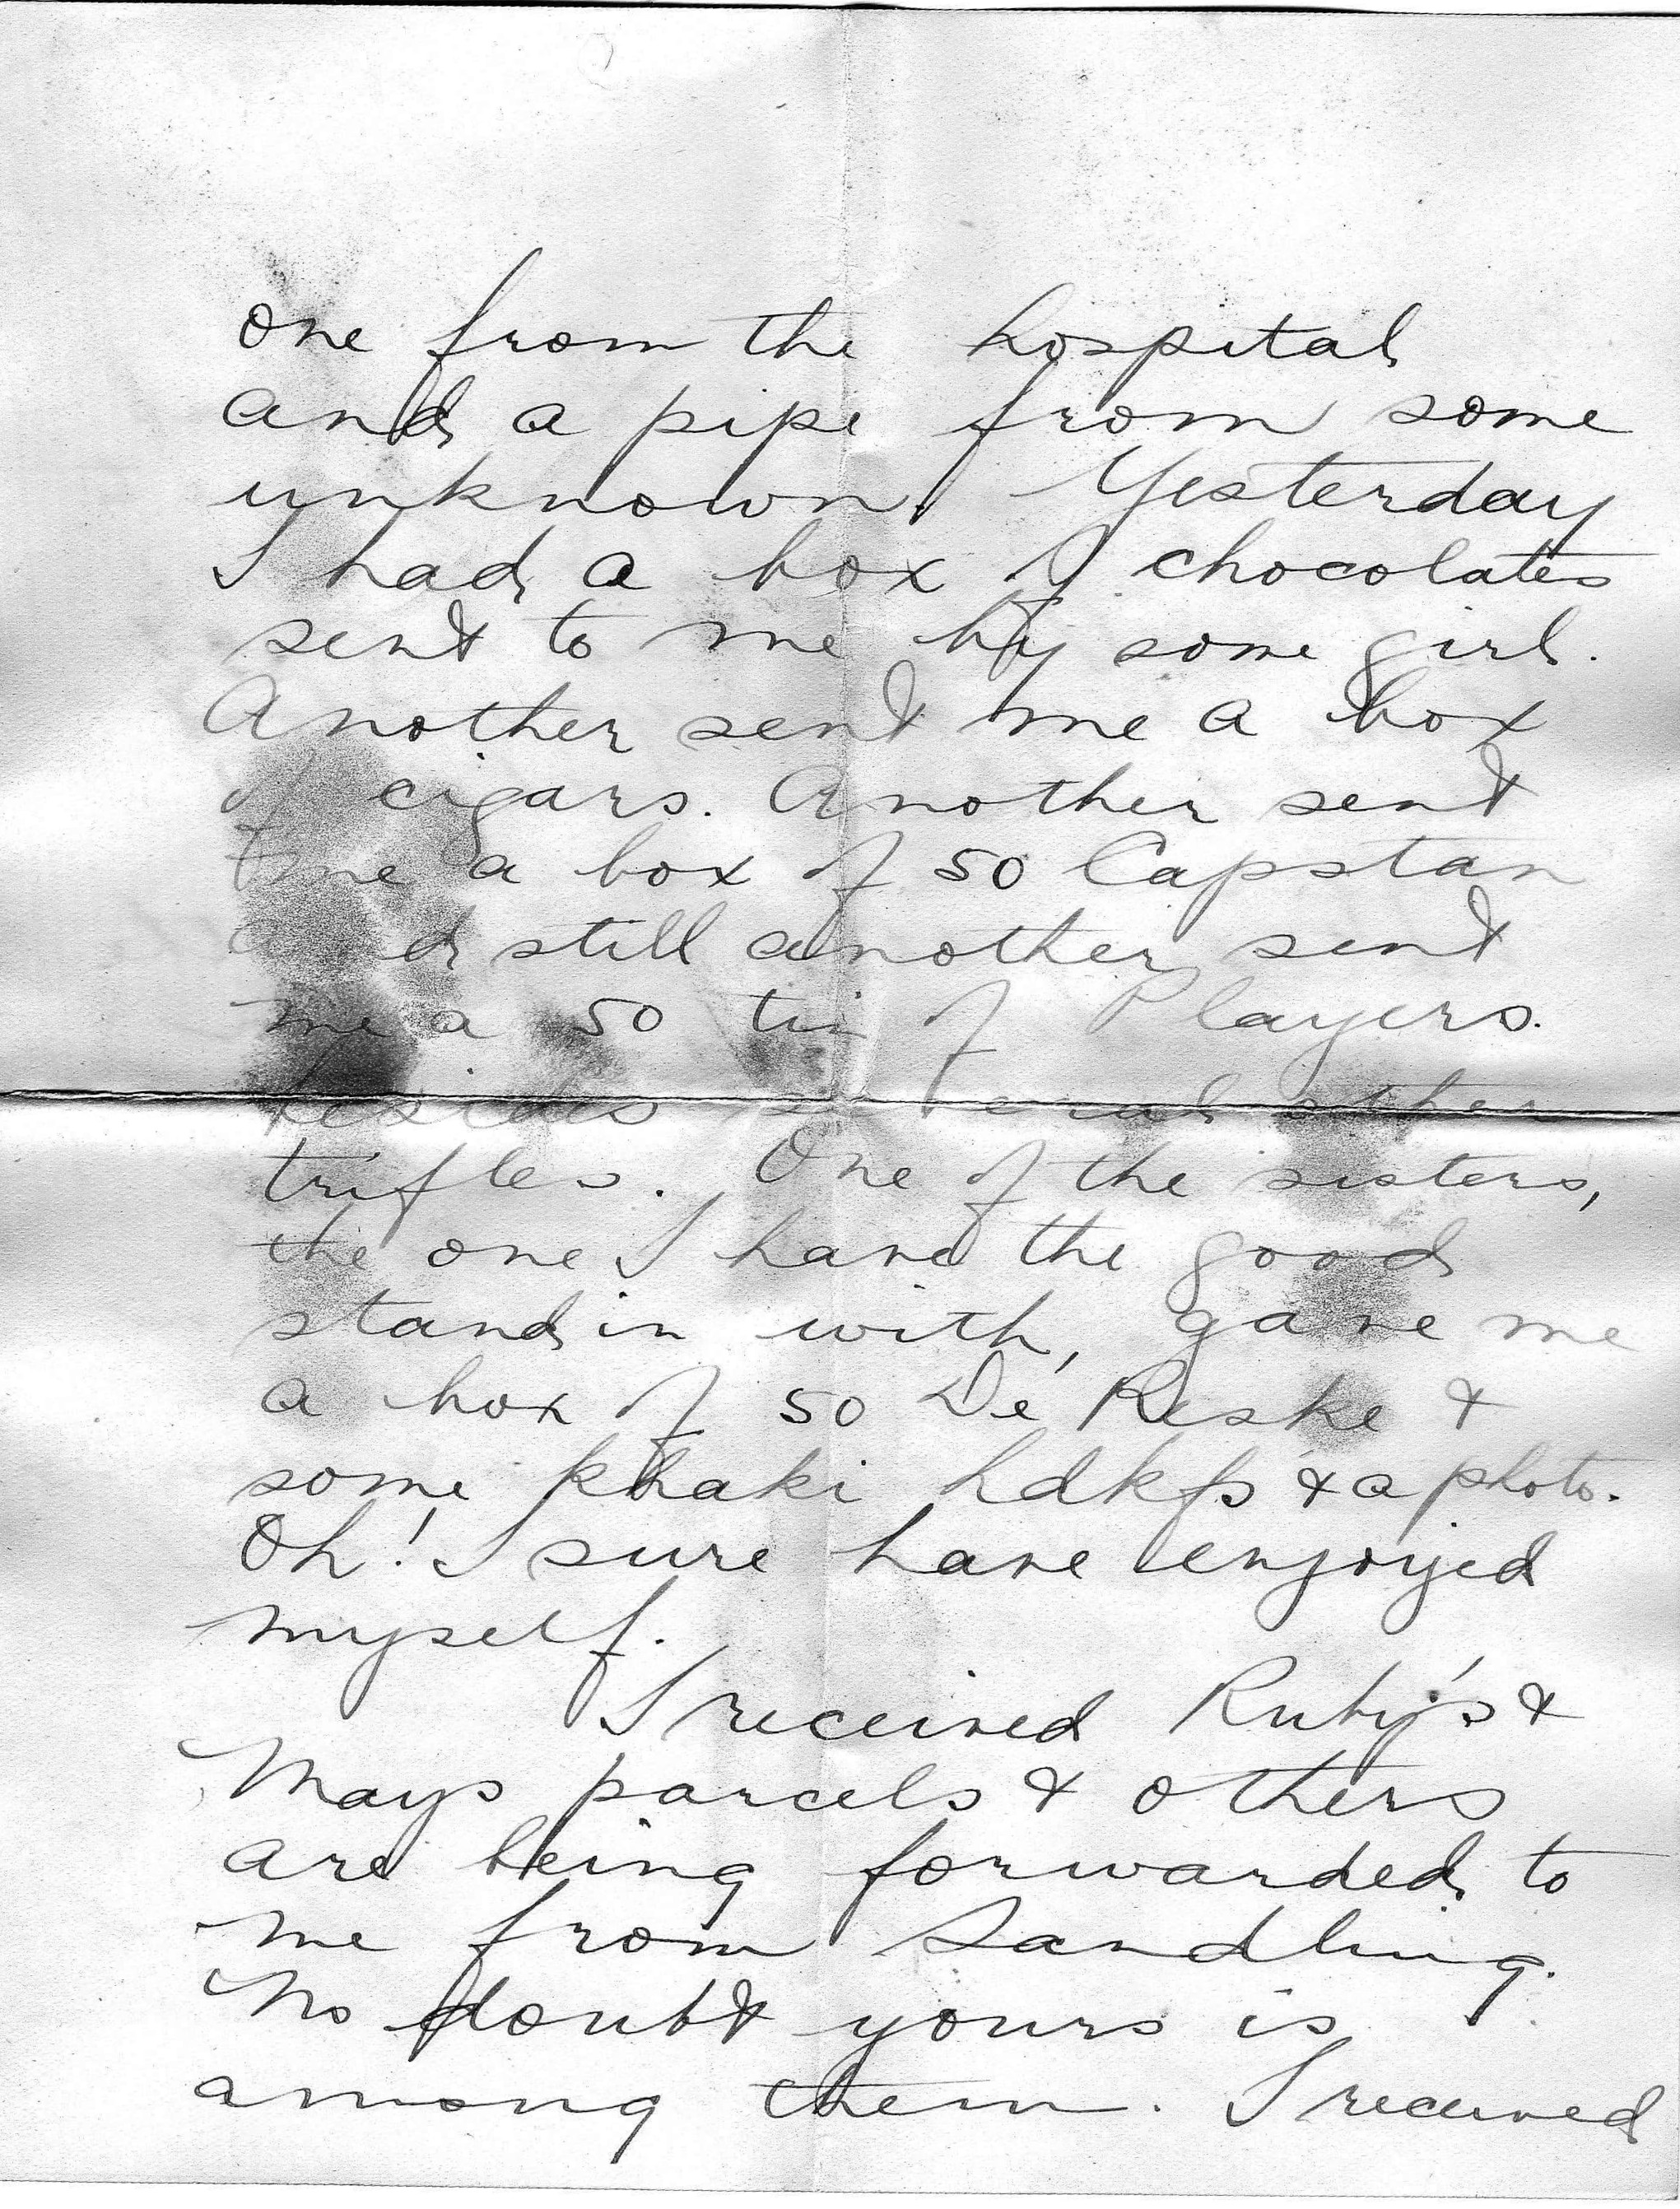 one from the hospital
and a pipe from some
unknown. Yesterday
I had a box of chocolates
sent to me by some girl.
Another sent me a box
of cigars. Another sent
me a box of 50 Capstan
and still another sent
me a 50 tin of Players.
besides several other
trifles. One of the sisters,
the one I have the good
stand in with, gave me
a box of 50 De Reske &
some khaki hdkfs & a photo.
Oh! I sure have enjoyed
myself.
I received Ruby's &
Mays parcels & others
are being forwarded to
me from Sandling.
No doubt yours is
among them. I received